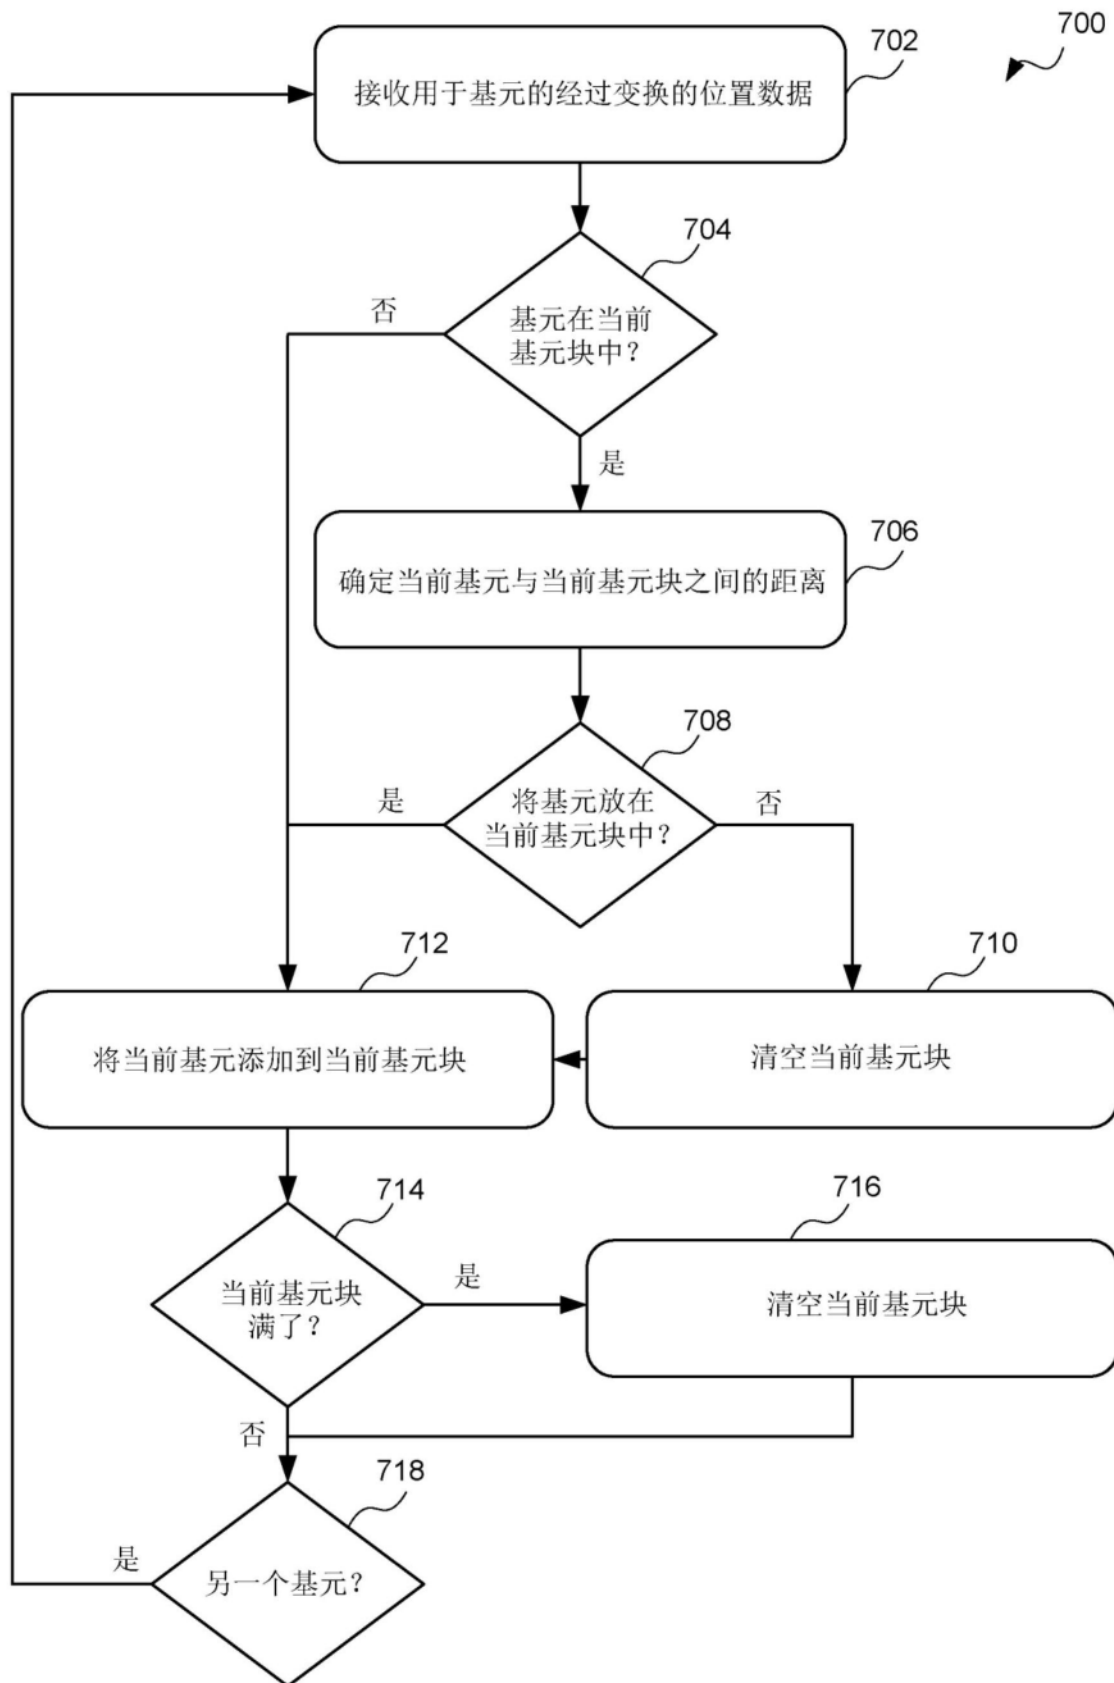 700
702
接收用于基元的经过变换的位置数据
704
否
基元在当前
基元块中？
是
706
确定当前基元与当前基元块之间的距离
708
是
将基元放在
当前基元块中？
否
712
710
将当前基元添加到当前基元块
清空当前基元块
714
716
当前基元块
满了？
是
清空当前基元块
否
718
是
另一个基元？